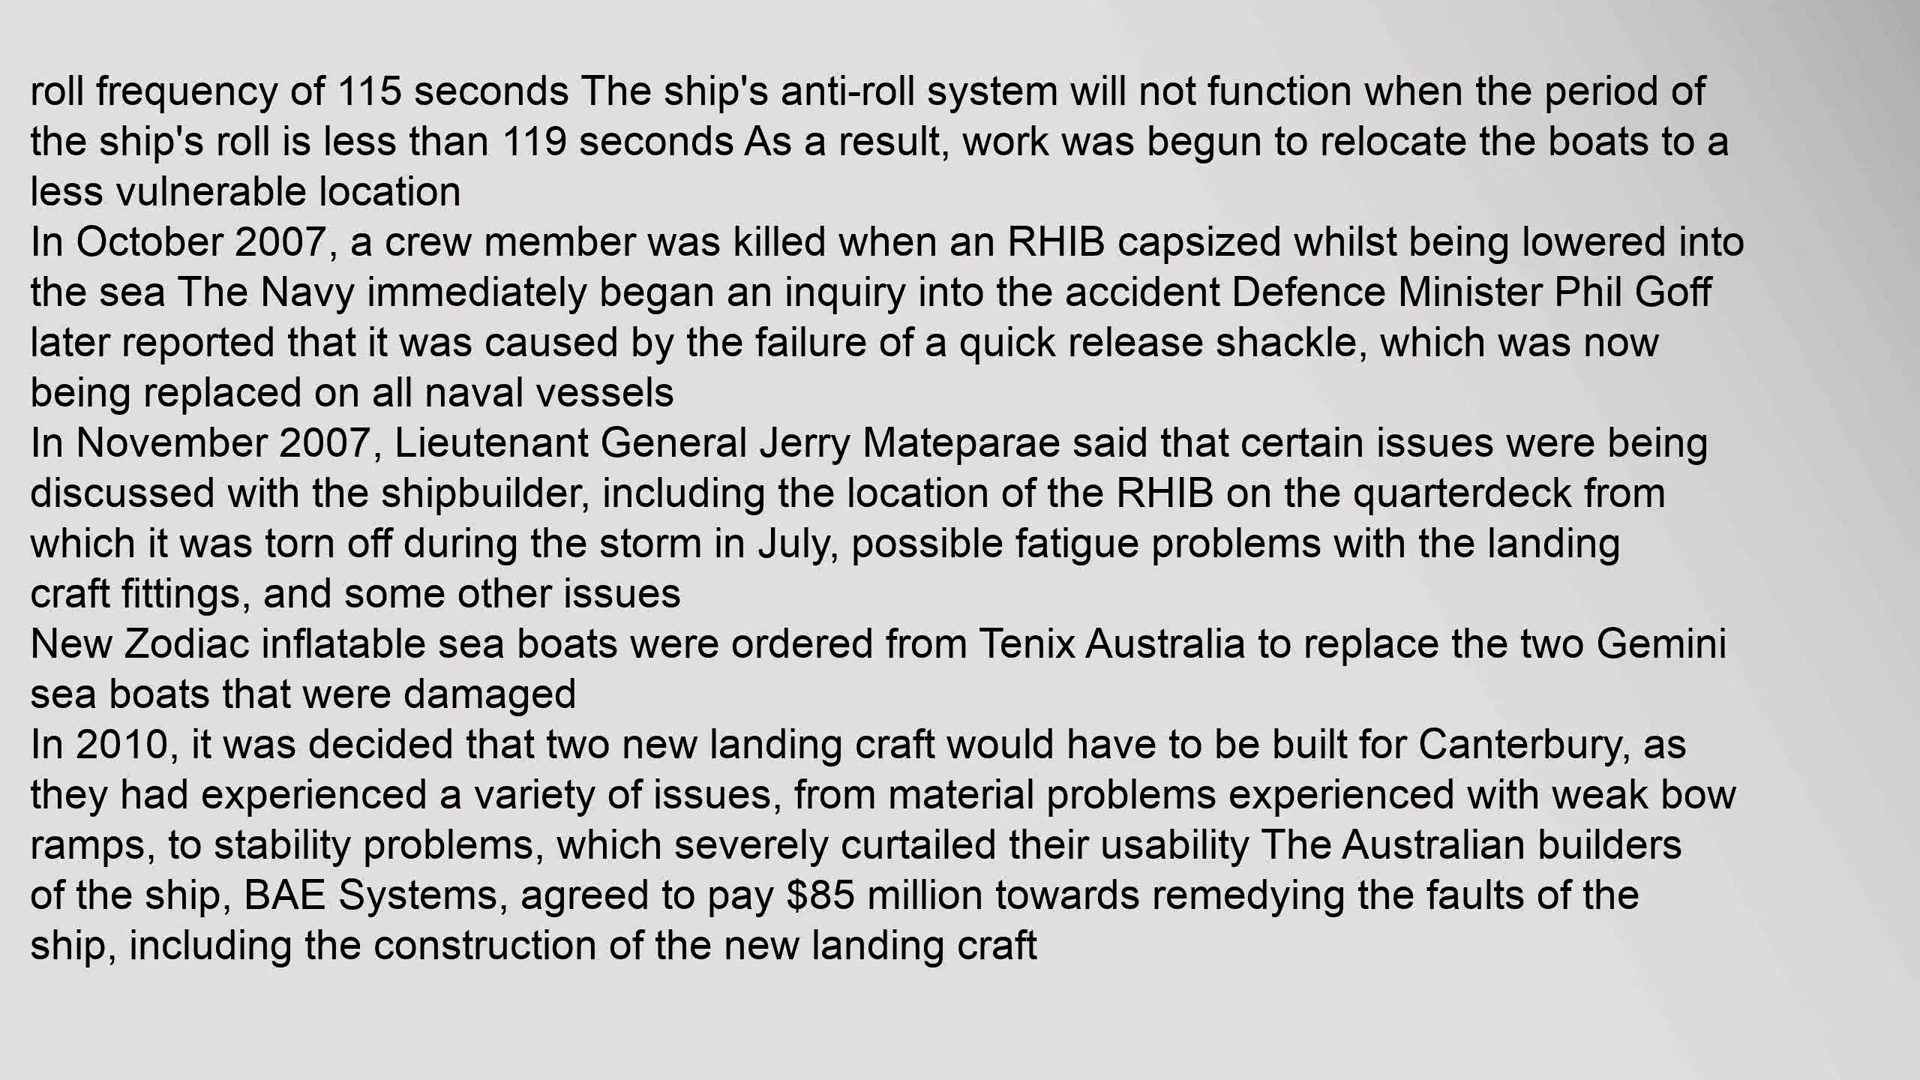 roll frequency of 115 seconds The ship's anti-roll system will not function when the period of
the ship's roll is less than 119 seconds As a result, work was begun to relocate the boats to a
less vulnerable location
In October 2007, a crew member was killed when an RHIB capsized whilst being lowered into
the sea The Navy immediately began an inquiry into the accident Defence Minister Phil Goff
later reported that it was caused by the failure of a quick release shackle, which was now
being replaced on all naval vessels
In November 2007, Lieutenant General Jerry Mateparae said that certain issues were being
discussed with the shipbuilder, including the location of the RHIB on the quarterdeck from
which it was torn off during the storm in July, possible fatigue problems with the landing
craft fittings, and some other issues
New Zodiac inflatable sea boats were ordered from Tenix Australia to replace the two Gemini
sea boats that were damaged
In 2010, it was decided that two new landing craft would have to be built for Canterbury, as
they had experienced a variety of issues, from material problems experienced with weak bow
ramps, to stability problems, which severely curtailed their usability The Australian builders
of the ship, BAE Systems, agreed to pay $85 million towards remedying the faults of the
ship, including the construction of the new landing craft